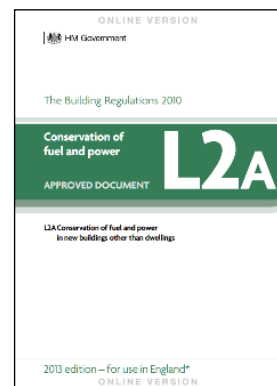 ONLINE VERSION
HM Government
The Building Regulations 2010
Conservation of
fuel and power
L2A
APPROVED DOCUMENT
L2A Conservation of fuel and power
in new buildings other than dwellings
2013 edition – for use in England*
ONLINE VERSION